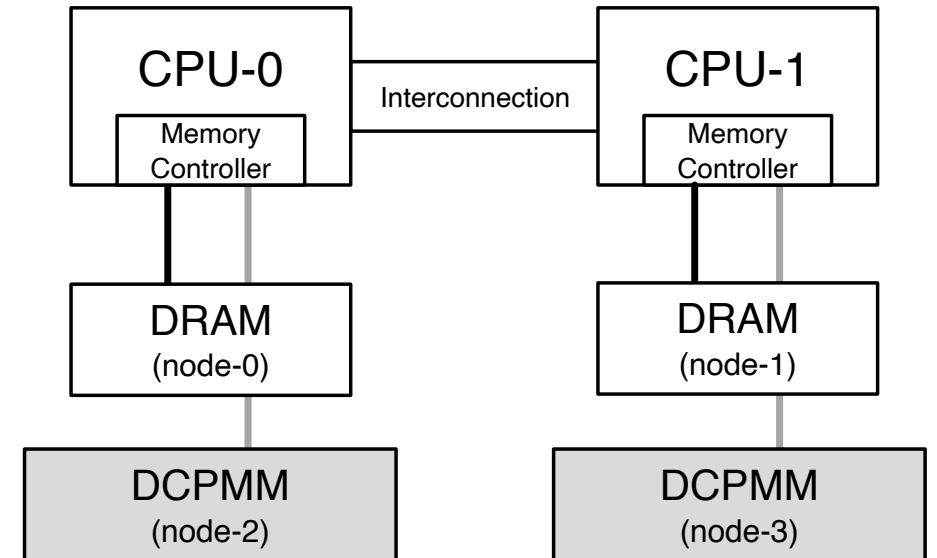 CPU-0
Memory
Controller
Interconnection
CPU-1
Memory
Controller
DRAM
(node-0)
DRAM
(node-1)
DCPMM
(node-2)
DCPMM
(node-3)